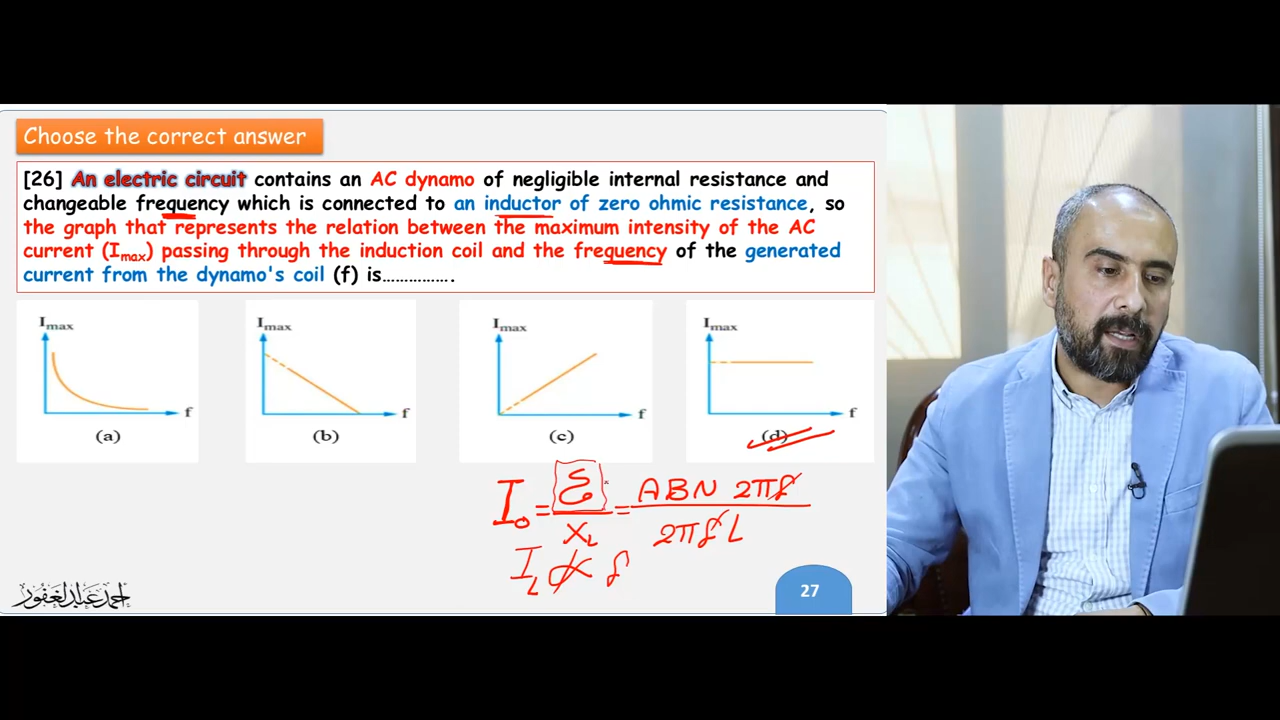 Choose the correct answer
[26] An electric circuit contains an AC dynamo of negligible internal resistance and
changeable frequency which is connected to an inductor of zero ohmic resistance, so
the graph that represents the relation between the maximum intensity of the AC
current (Imax) passing through the induction coil and the frequency of the generated
current from the dynamo's coil (f) is................
Imax
f
(a)
Imax
f
(b)
Imax
f
(c)
Imax
f
(d)
I₀ = ε / X_L = ABN 2πf / 2πf L
I_L ∝ f
احمد عبد الغفور
27